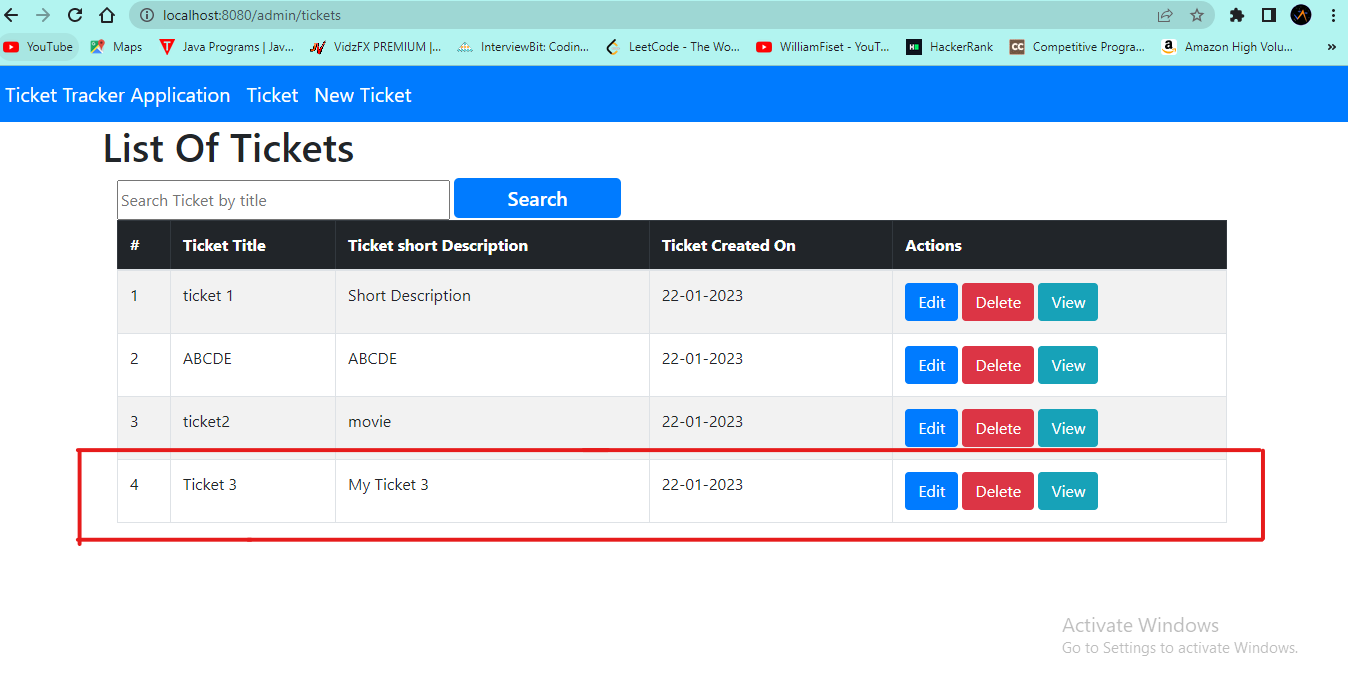 localhost:8080/admin/tickets
YouTube Maps Java Programs | Jav... VidzFX PREMIUM |... InterviewBit: Codin... LeetCode - The Wo... WilliamFiset - YouT... HackerRank CC Competitive Progra... a Amazon High Volu... »
Ticket Tracker Application Ticket New Ticket
List Of Tickets
Search Ticket by title Search
# Ticket Title Ticket short Description Ticket Created On Actions
1 ticket 1 Short Description 22-01-2023 Edit Delete View
2 ABCDE ABCDE 22-01-2023 Edit Delete View
3 ticket2 movie 22-01-2023 Edit Delete View
4 Ticket 3 My Ticket 3 22-01-2023 Edit Delete View
Activate Windows
Go to Settings to activate Windows.